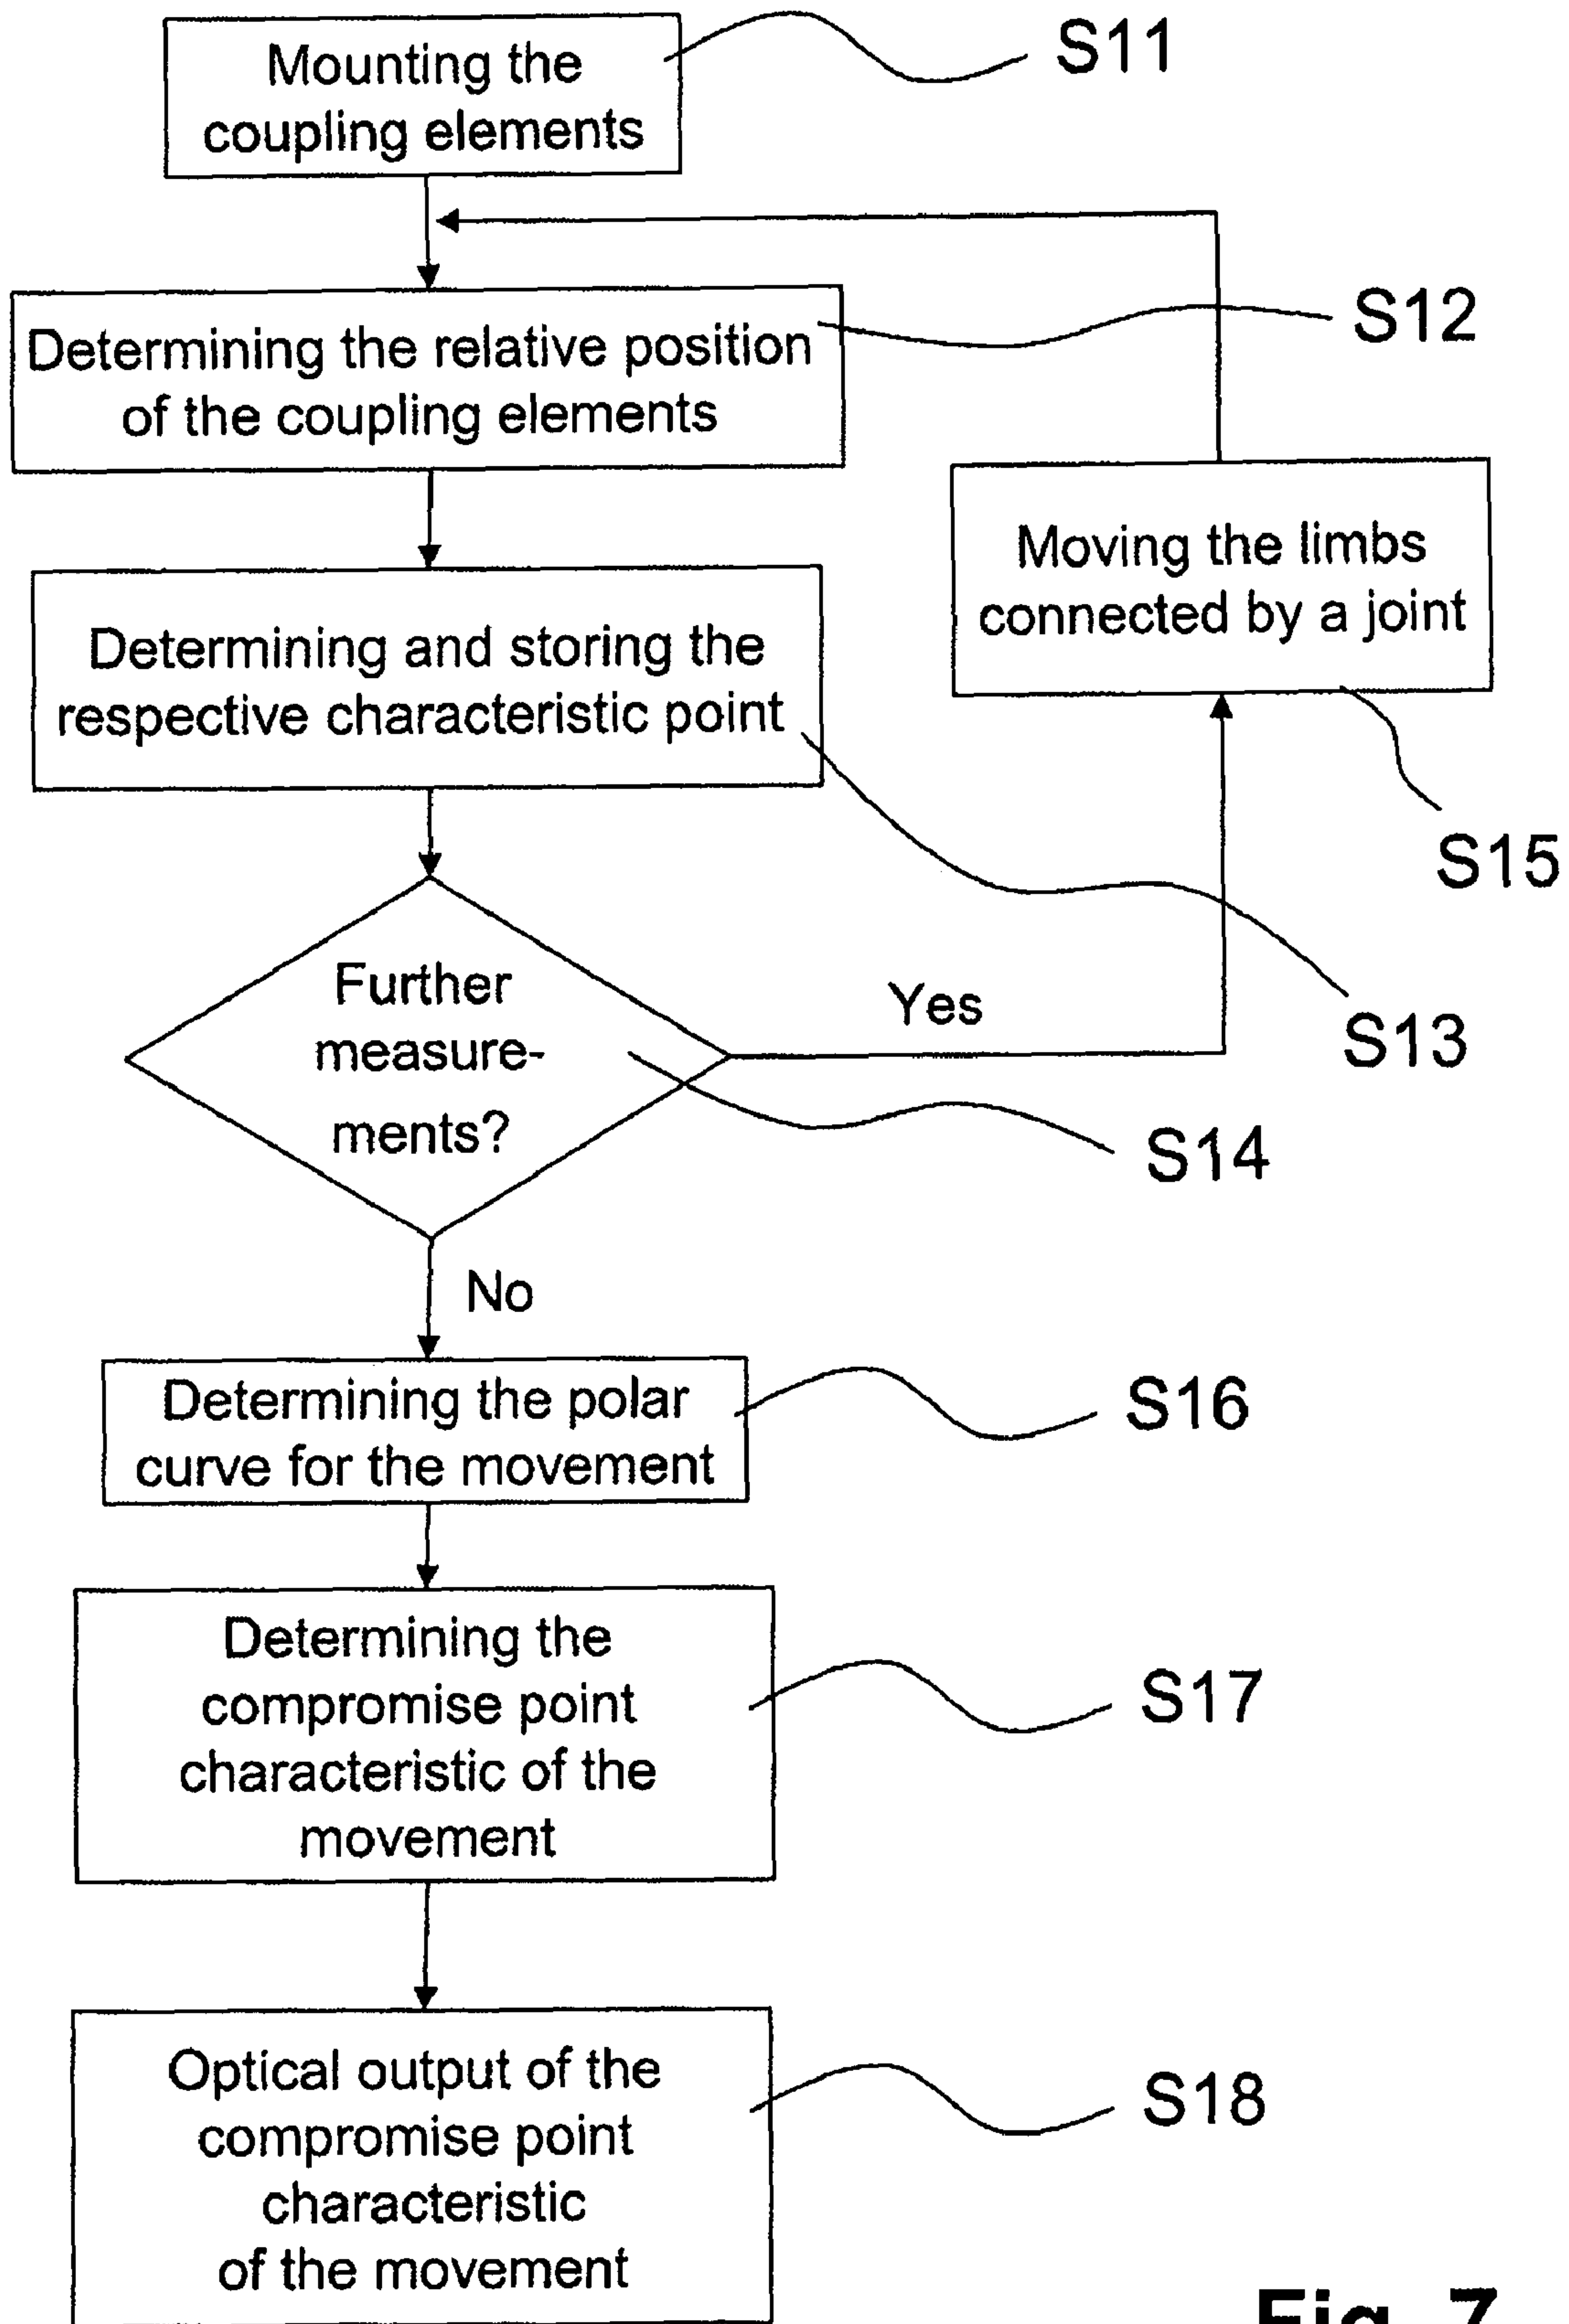 Mounting the
coupling elements
S11
Determining the relative position
of the coupling elements
S12
Moving the limbs
connected by a joint
S15
Determining and storing the
respective characteristic point
S13
Further
measure-
ments?
Yes
S14
No
Determining the polar
curve for the movement
S16
Determining the
compromise point
characteristic of the
movement
S17
Optical output of the
compromise point
characteristic
of the movement
S18
Fig. 7